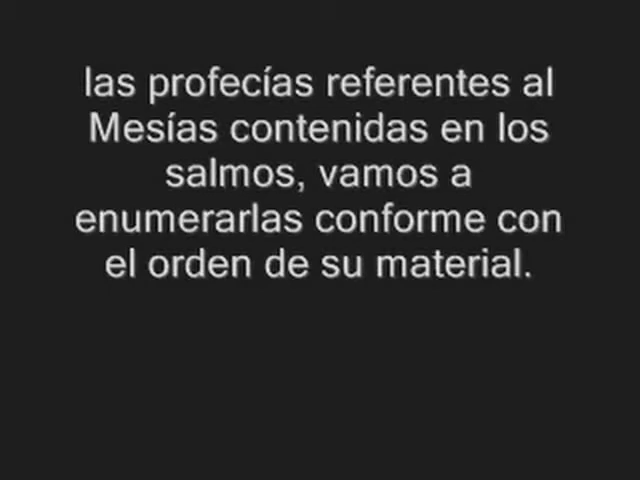 las profecías referentes al
Mesías contenidas en los
salmos, vamos a
enumerarlas conforme con
el orden de su material.